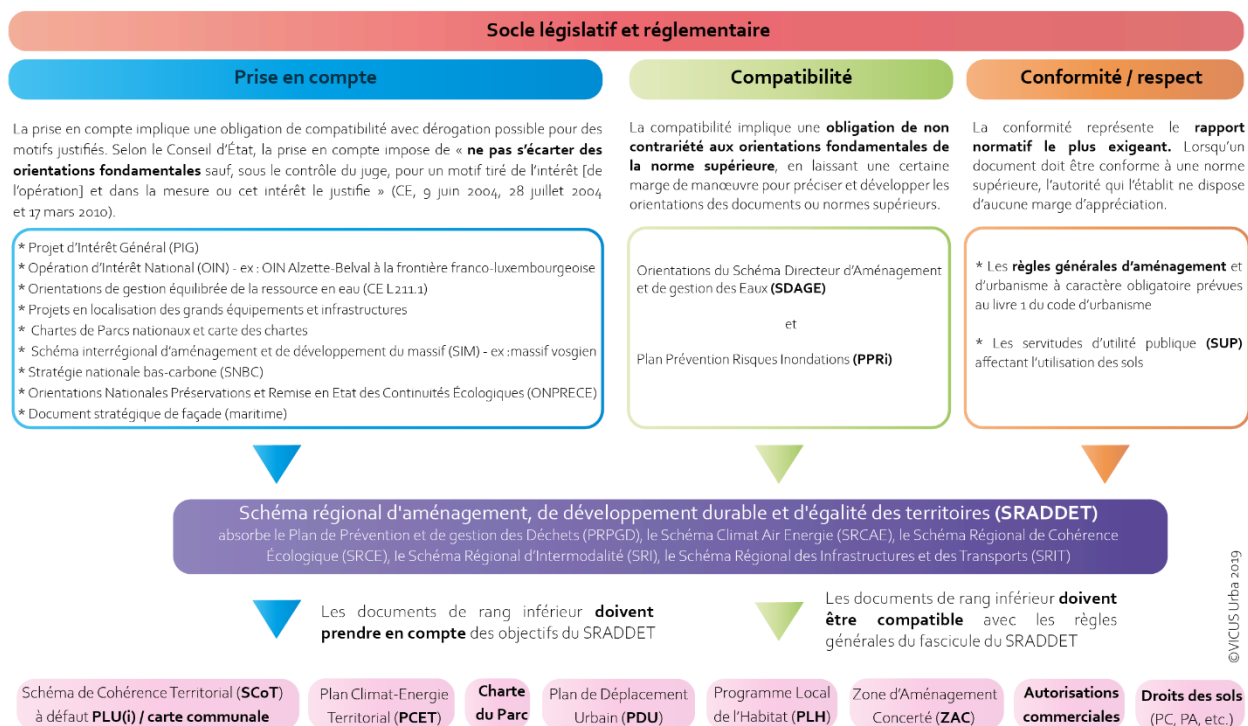 Socle législatif et réglementaire
Prise en compte
La prise en compte implique une obligation de compatibilité avec dérogation possible pour des
motifs justifiés. Selon le Conseil d'État, la prise en compte impose de « ne pas s'écarter des
orientations fondamentales sauf, sous le contrôle du juge, pour un motif tiré de l'intérêt [de
l'opération] et dans la mesure ou cet intérêt le justifie » (CE, 9 juin 2004, 28 juillet 2004
et 17 mars 2010).
* Projet d'Intérêt Général (PIG)
* Opération d'Intérêt National (OIN) - ex : OIN Alzette-Belval à la frontière franco-luxembourgeoise
* Orientations de gestion équilibrée de la ressource en eau (CE L211.1)
* Projets en localisation des grands équipements et infrastructures
* Chartes de Parcs nationaux et carte des chartes
* Schéma interrégional d'aménagement et de développement du massif (SIM) - ex :massif vosgien
* Stratégie nationale bas-carbone (SNBC)
* Orientations Nationales Préservations et Remise en Etat des Continuités Écologiques (ONPRECE)
* Document stratégique de façade (maritime)
Compatibilité
La compatibilité implique une obligation de non
contrariété aux orientations fondamentales de
la norme supérieure, en laissant une certaine
marge de manœuvre pour préciser et développer les
orientations des documents ou normes supérieurs.
Orientations du Schéma Directeur d'Aménagement
et de gestion des Eaux (SDAGE)
et
Plan Prévention Risques Inondations (PPRi)
Conformité / respect
La conformité représente le rapport
normatif le plus exigeant. Lorsqu'un
document doit être conforme à une norme
supérieure, l'autorité qui l'établit ne dispose
d'aucune marge d'appréciation.
* Les règles générales d'aménagement et
d'urbanisme à caractère obligatoire prévues
au livre 1 du code d'urbanisme
* Les servitudes d'utilité publique (SUP)
affectant l'utilisation des sols
Schéma régional d'aménagement, de développement durable et d'égalité des territoires (SRADDET)
absorbe le Plan de Prévention et de gestion des Déchets (PRPGD), le Schéma Climat Air Energie (SRCAE), le Schéma Régional de Cohérence
Écologique (SRCE), le Schéma Régional d'Intermodalité (SRI), le Schéma Régional des Infrastructures et des Transports (SRIT)
Les documents de rang inférieur doivent
prendre en compte des objectifs du SRADDET
Les documents de rang inférieur doivent
être compatible avec les règles
générales du fascicule du SRADDET
©VICUS Urba 2019
Schéma de Cohérence Territorial (SCoT)
à défaut PLU(i) / carte communale
Plan Climat-Energie
Territorial (PCET)
Charte
du Parc
Plan de Déplacement
Urbain (PDU)
Programme Local
de l'Habitat (PLH)
Zone d'Aménagement
Concerté (ZAC)
Autorisations
commerciales
Droits des sols
(PC, PA, etc.)